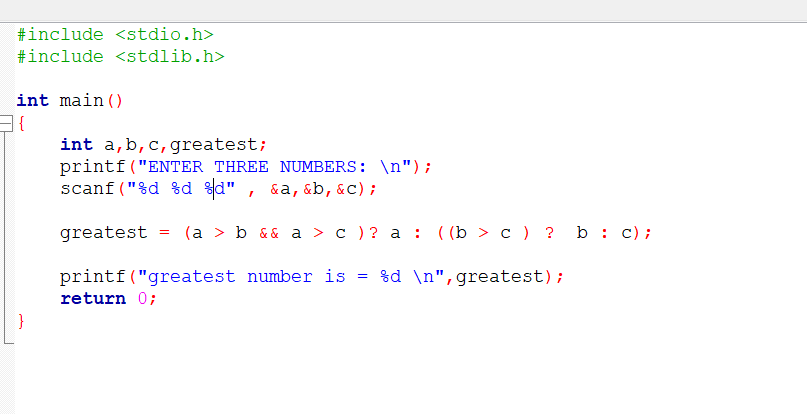 #include <stdio.h>
#include <stdlib.h>
int main()
{
int a,b,c,greatest;
printf("ENTER THREE NUMBERS: \n");
scanf("%d %d %d" , &a,&b,&c);
greatest = (a > b && a > c )? a : ((b > c ) ?  b : c);
printf("greatest number is = %d \n",greatest);
return 0;
}